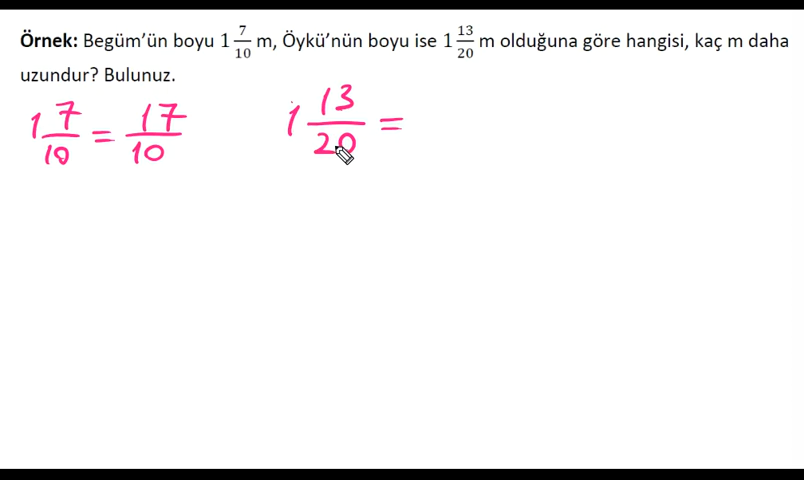 Örnek: Begüm’ün boyu 1 7/10 m, Öykü’nün boyu ise 1 13/20 m olduğuna göre hangisi, kaç m daha
uzundur? Bulunuz.
1 7/10 = 17/10
1 13/20 =